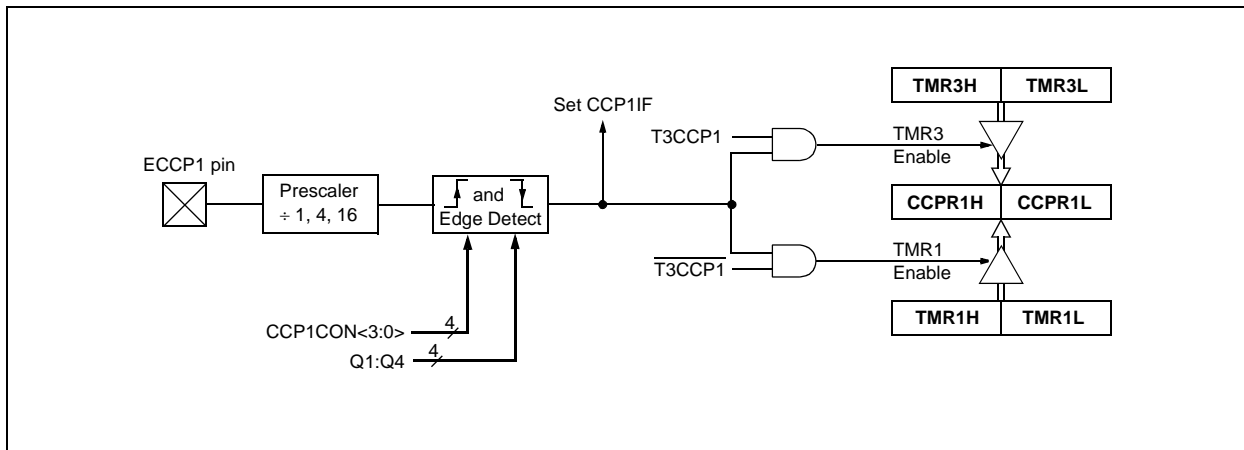 TMR3H TMR3L
Set CCP1IF
T3CCP1
TMR3
Enable
ECCP1 pin
Prescaler
÷ 1, 4, 16
and
Edge Detect
CCPR1H CCPR1L
T3CCP1
TMR1
Enable
TMR1H TMR1L
CCP1CON<3:0>
4
Q1:Q4
4